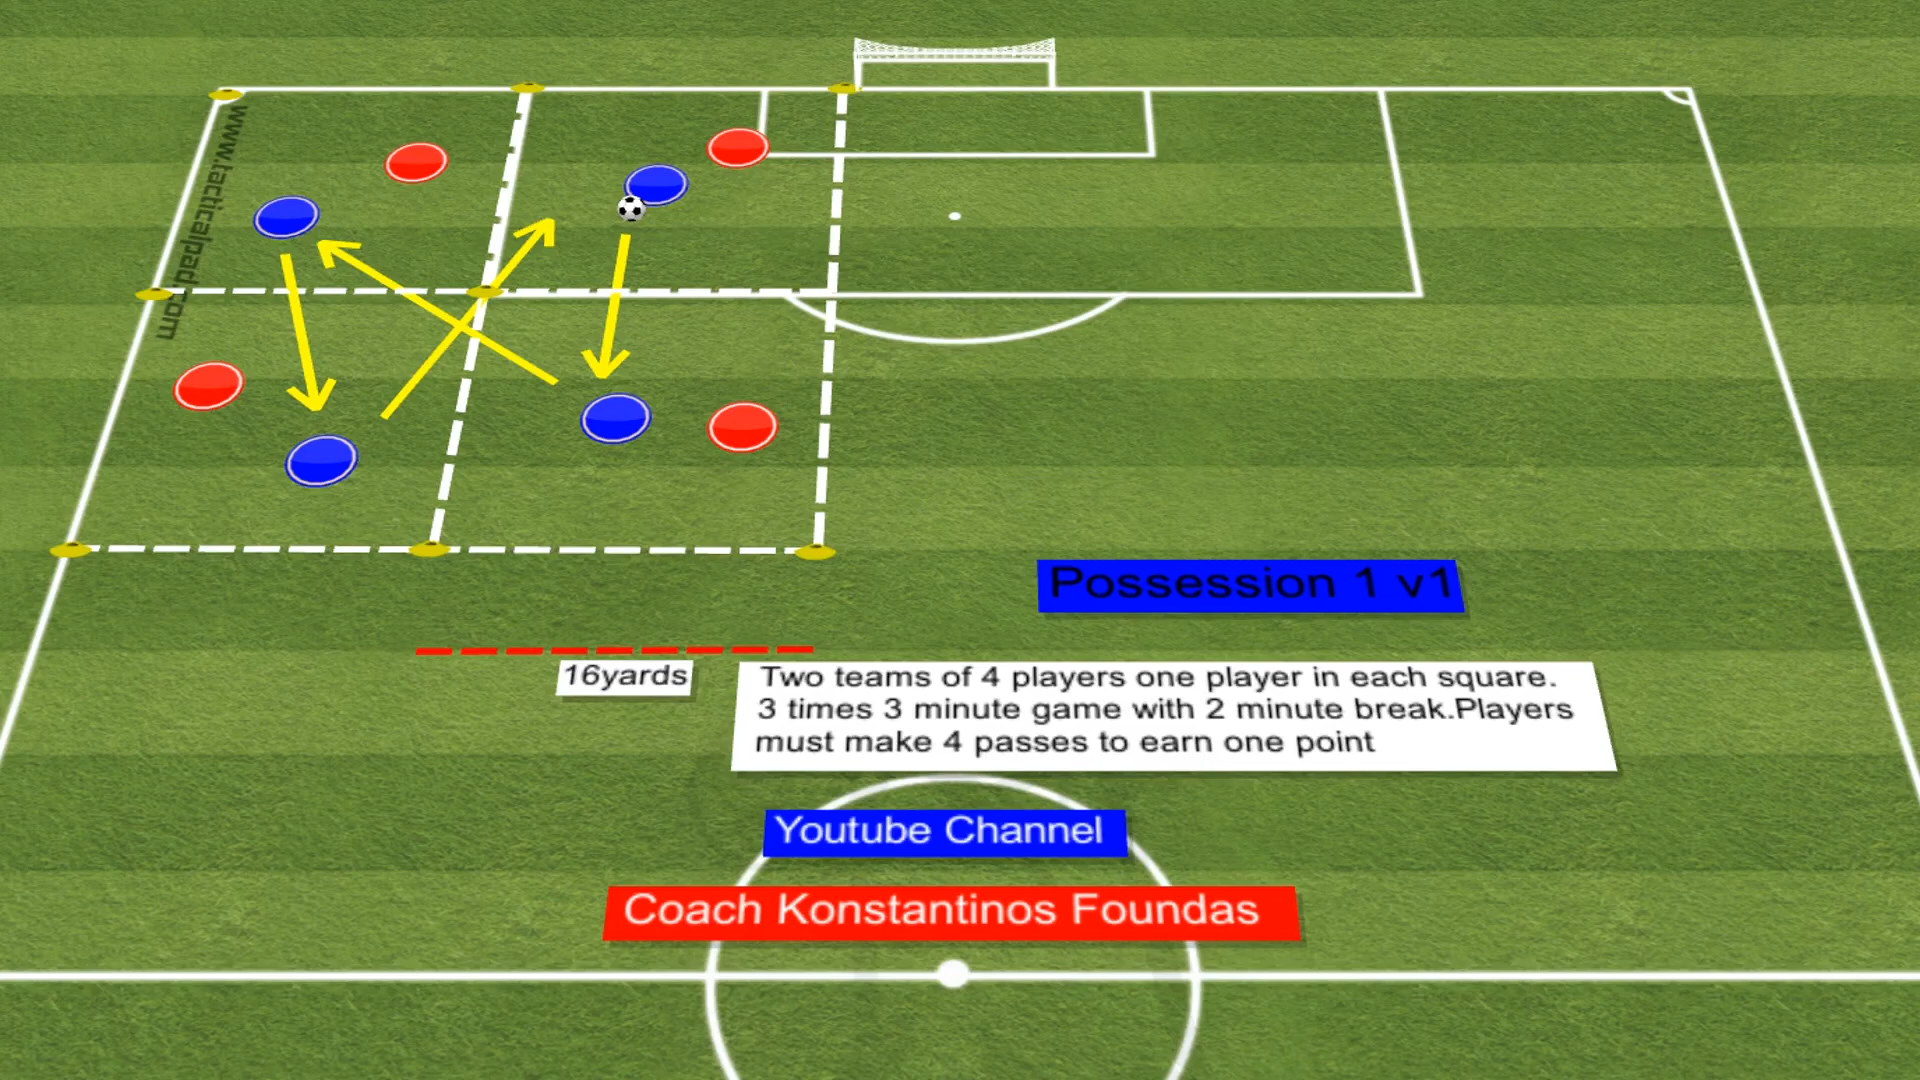 www.tacticalpad.com
Possession 1 v1
16yards
Two teams of 4 players one player in each square.
3 times 3 minute game with 2 minute break.Players
must make 4 passes to earn one point
Youtube Channel
Coach Konstantinos Foundas